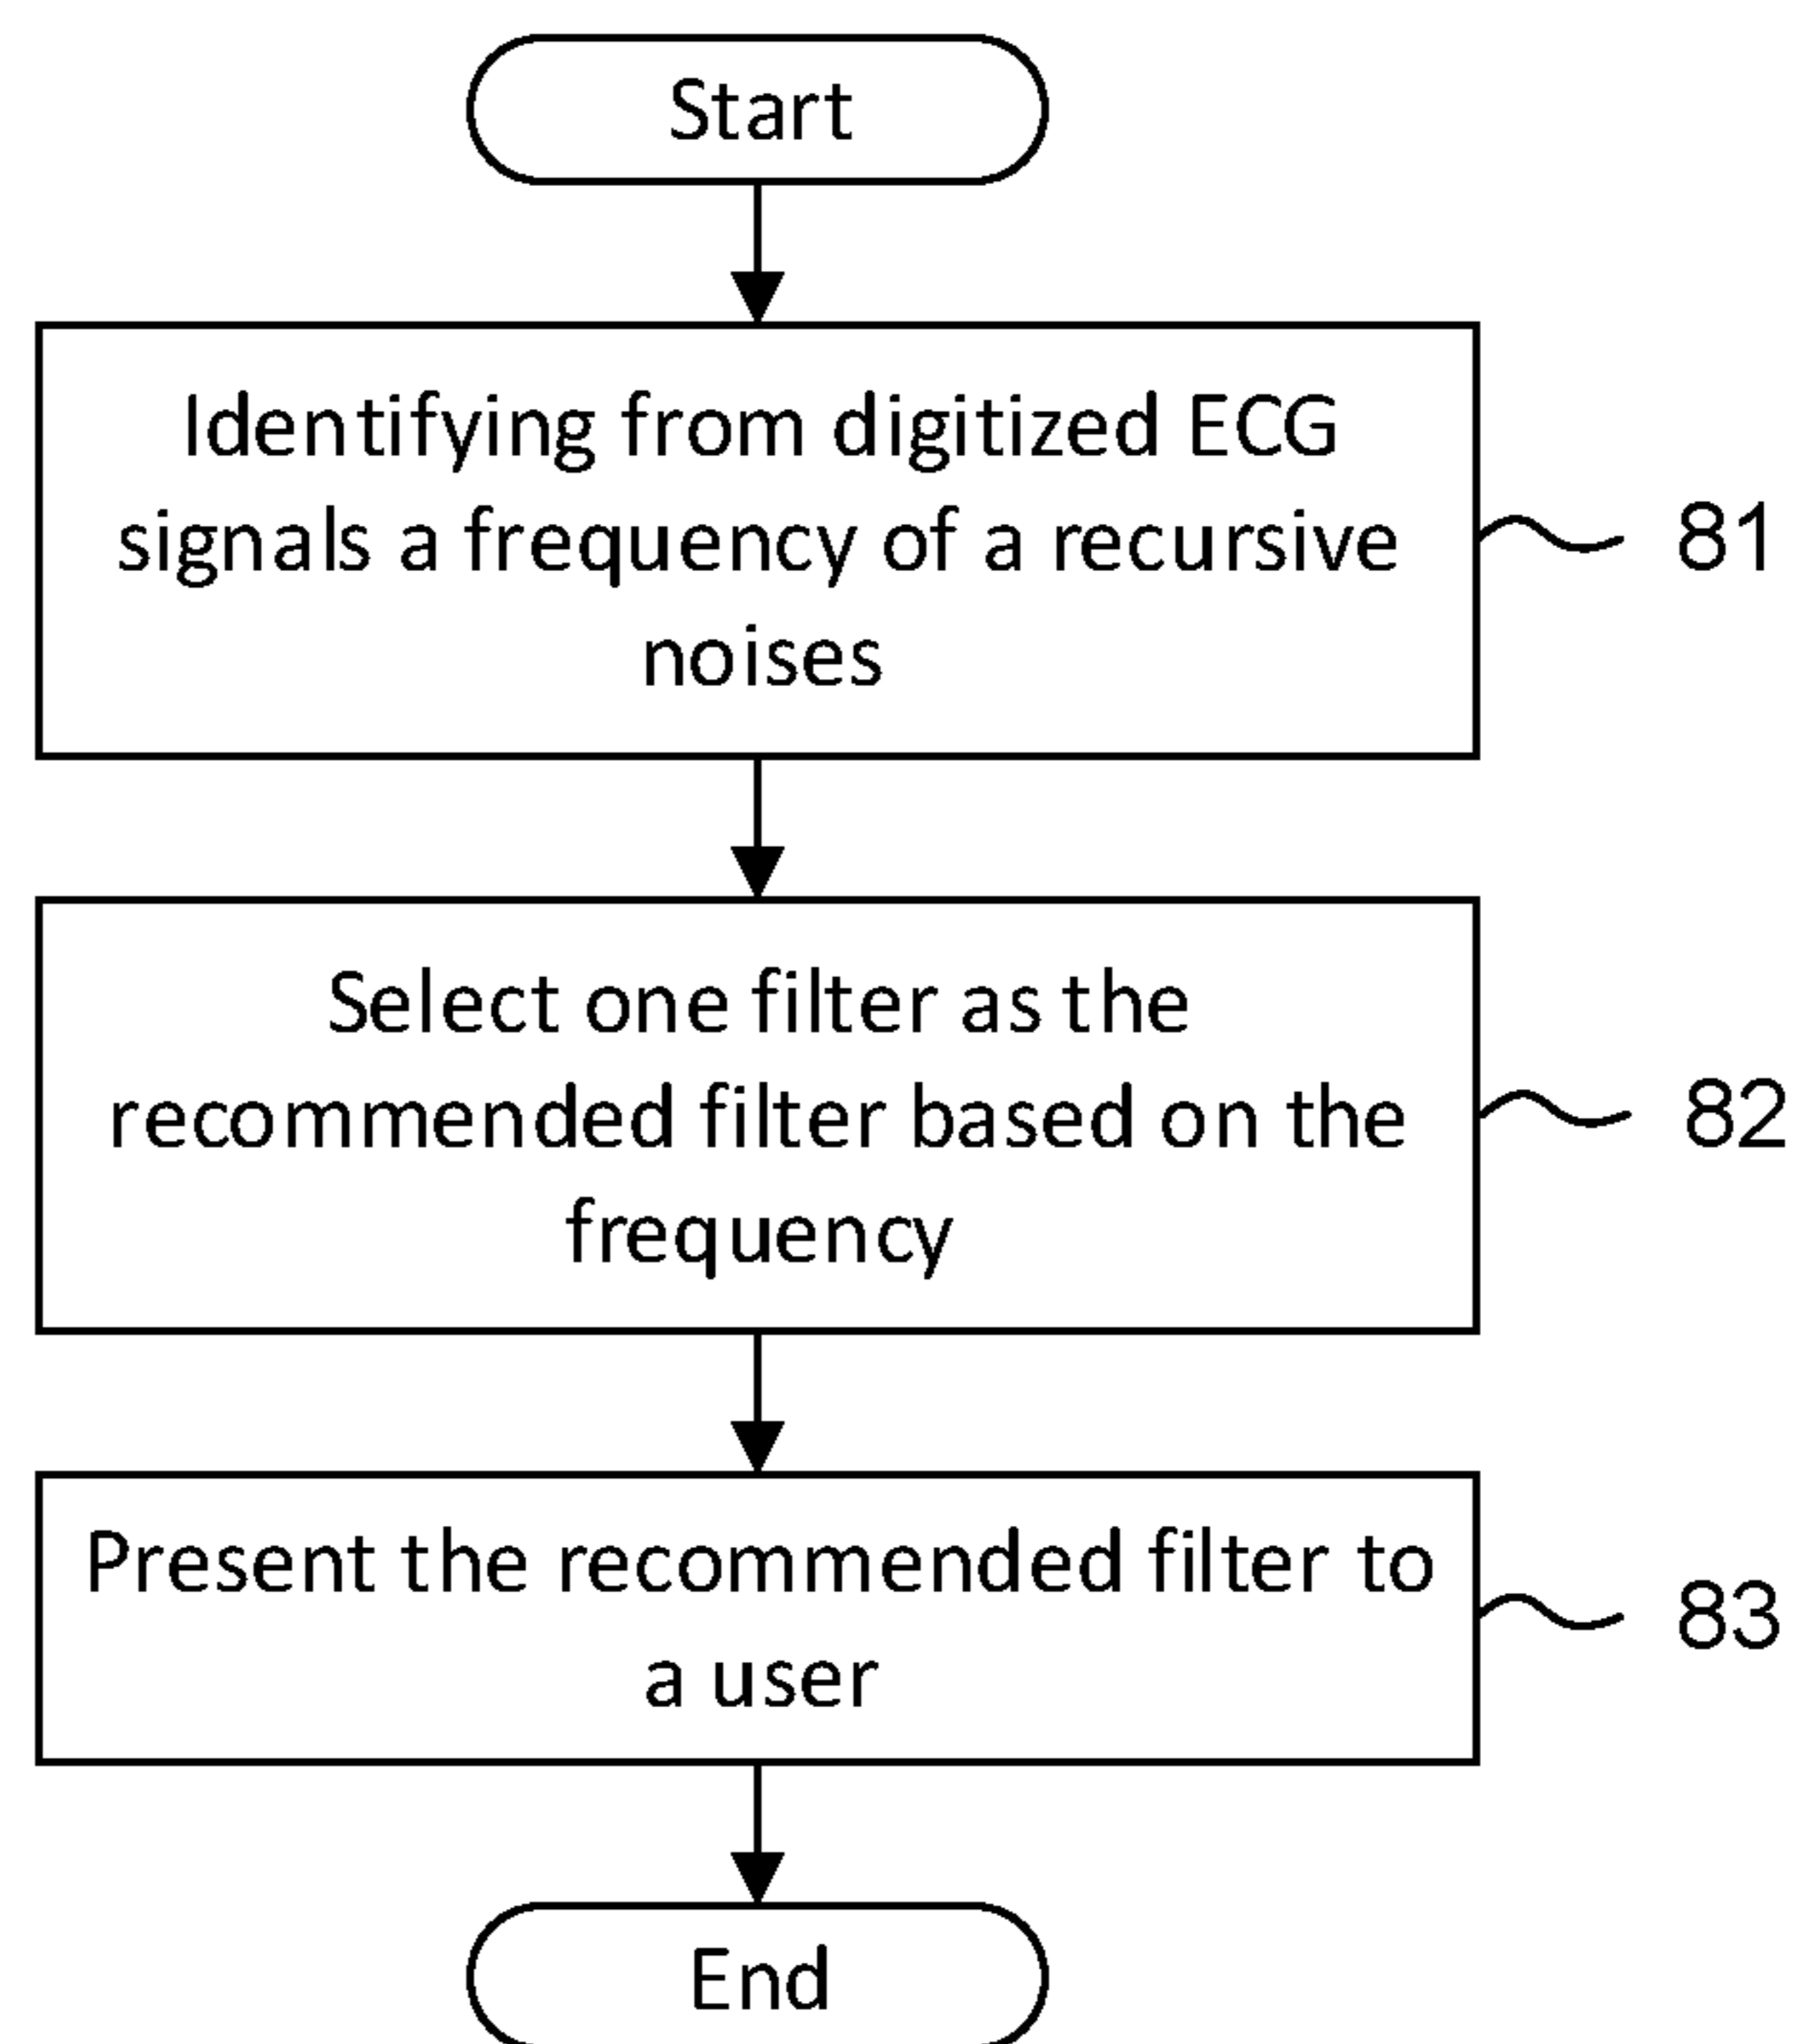 Start
Identifying from digitized ECG
signals a frequency of a recursive
noises
81
Select one filter as the
recommended filter based on the
frequency
82
Present the recommended filter to
a user
83
End